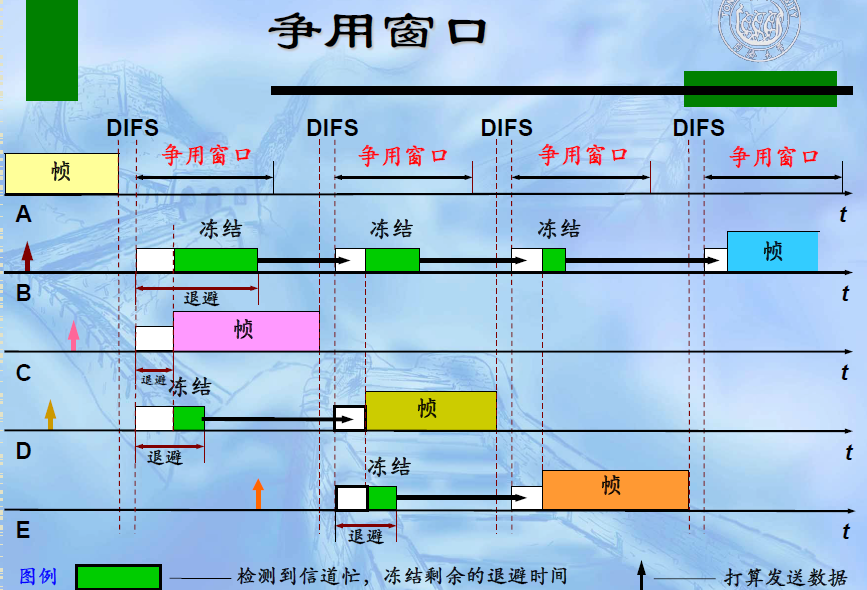 争用窗口
DIFS DIFS DIFS DIFS
争用窗口 争用窗口 争用窗口 争用窗口
帧
A t
冻结 冻结 冻结
帧
B t
退避
帧
C t
退避 冻结
帧
D t
退避 冻结
帧
E t
退避
图例 检测到信道忙，冻结剩余的退避时间 打算发送数据